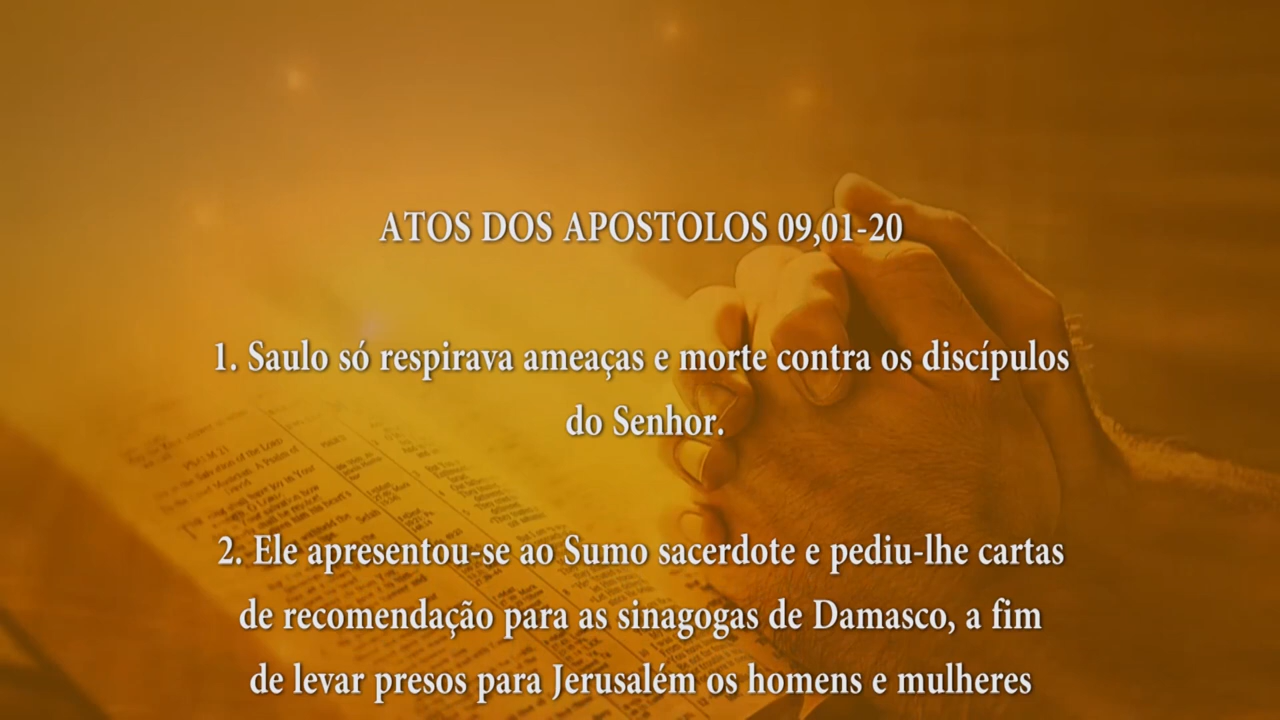 ATOS DOS APOSTOLOS 09,01-20
1. Saulo só respirava ameaças e morte contra os discípulos
do Senhor.
2. Ele apresentou-se ao Sumo sacerdote e pediu-lhe cartas
de recomendação para as sinagogas de Damasco, a fim
de levar presos para Jerusalém os homens e mulheres
PSALM 21